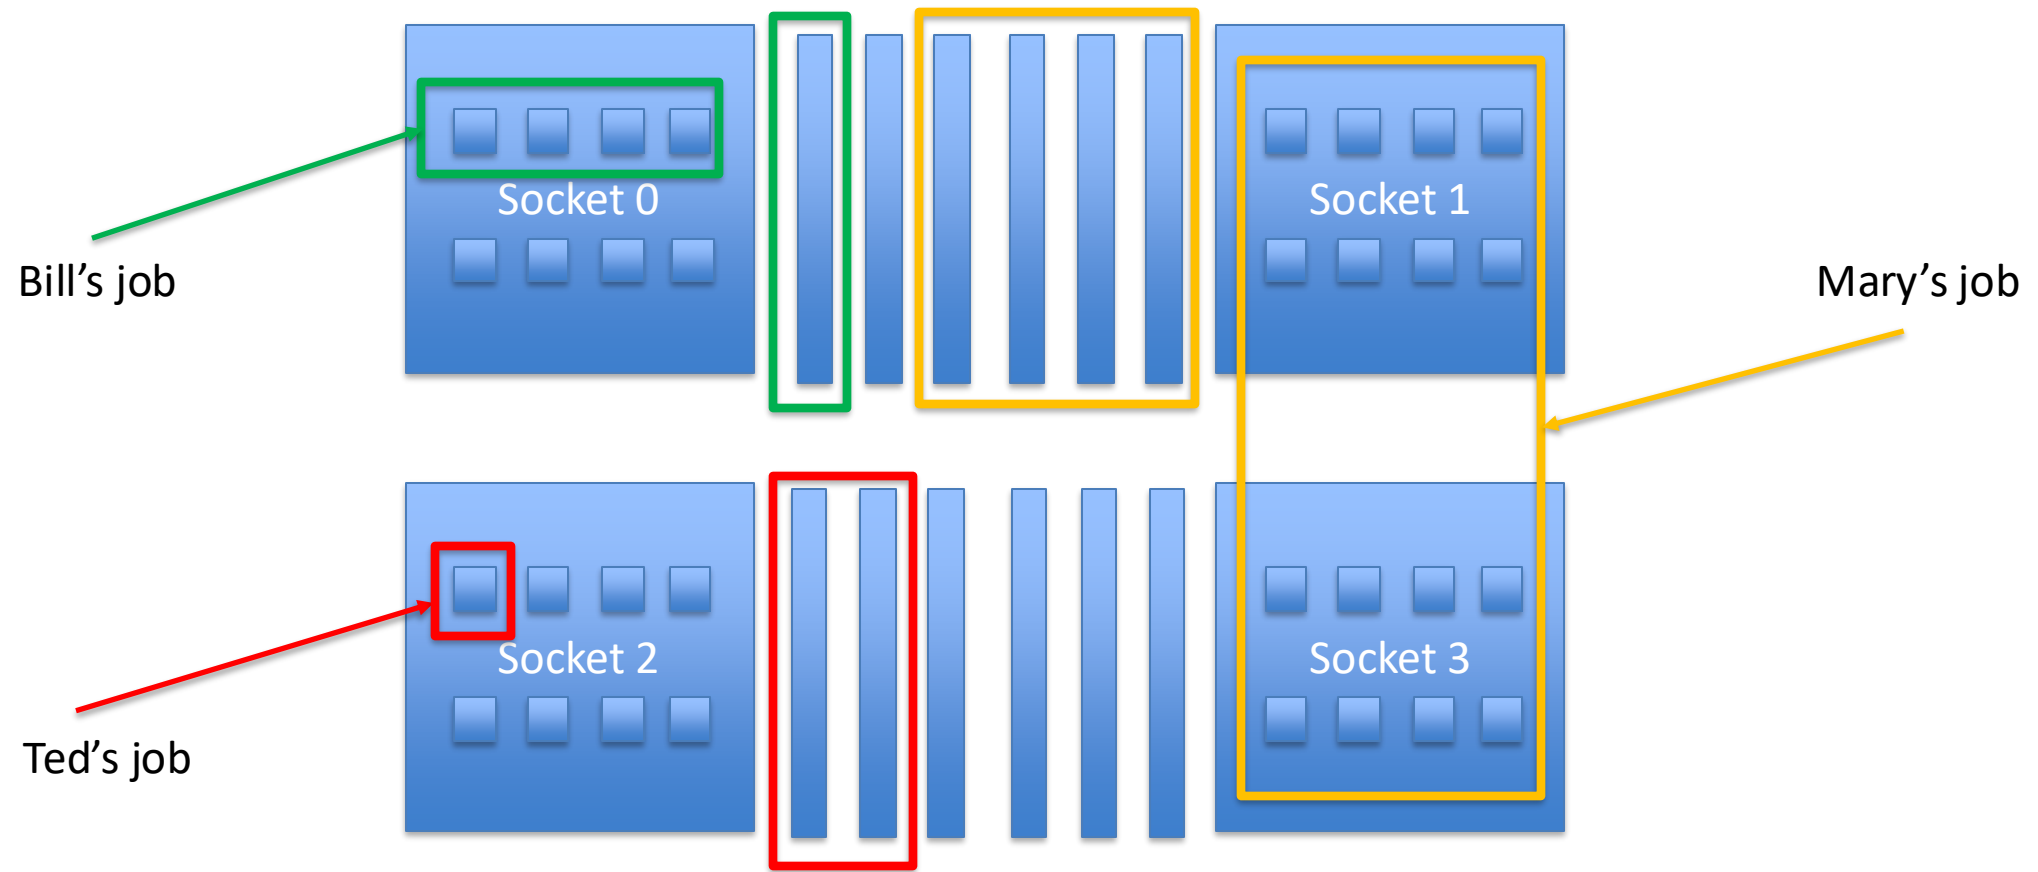 Socket 0
Socket 1
Bill’s job
Mary’s job
Socket 2
Socket 3
Ted’s job